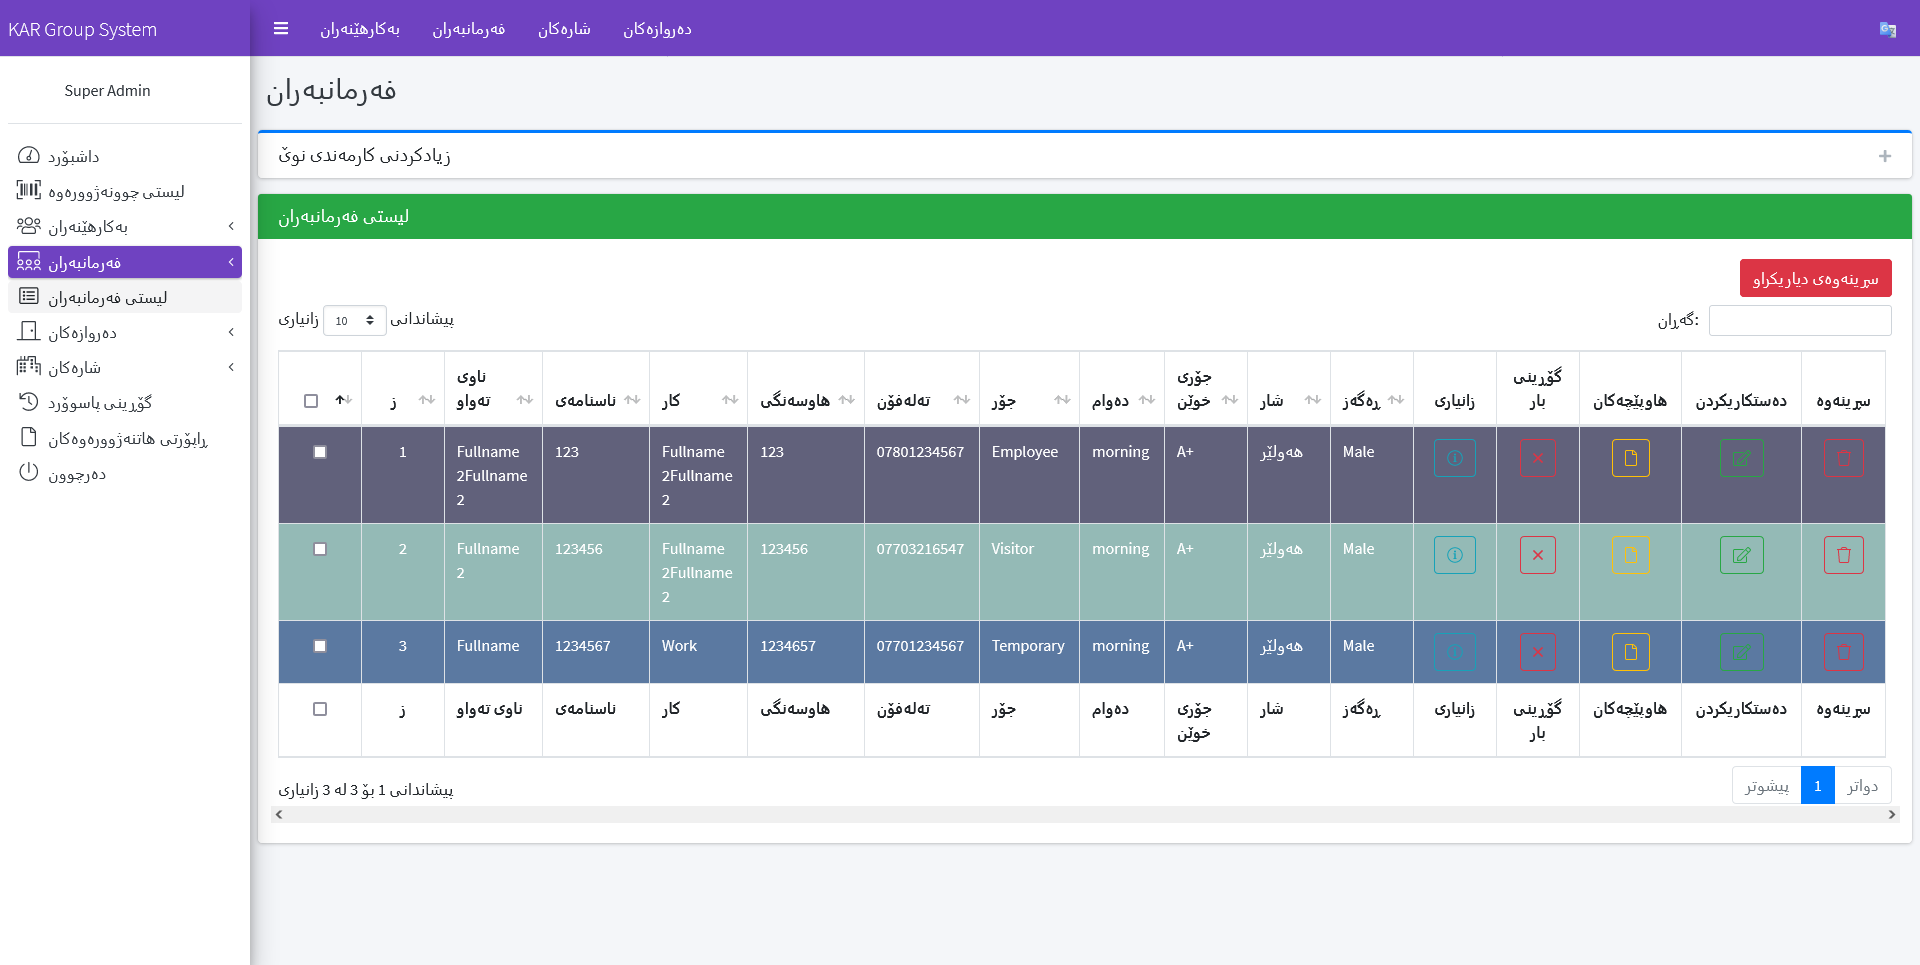 KAR Group System
بەکارهێنەران
فەرمانبەران
شارەکان
دەروازەکان
Super Admin
داشبۆرد
لیستی چوونەژوورەوە
بەکارهێنەران
فەرمانبەران
لیستی فەرمانبەران
دەروازەکان
شارەکان
گۆڕینی پاسوۆرد
ڕاپۆرتی هاتنەژوورەوەکان
دەرچوون
فەرمانبەران
زیادکردنی کارمەندی نوێ
لیستی فەرمانبەران
سڕینەوەی دیاریکراو
پیشاندانی 10 زانیاری
گەڕان:
ز ناوی تەواو ناسنامەی کار هاوسەنگی تەلەفۆن جۆر دەوام جۆری خوێن شار ڕەگەز زانیاری گۆڕینی بار هاوپێچەکان دەستکاریکردن سڕینەوە
1 Fullname 2Fullname 2 123 Fullname 2Fullname 2 123 07801234567 Employee morning A+ هەولێر Male
2 Fullname 2 123456 Fullname 2Fullname 2 123456 07703216547 Visitor morning A+ هەولێر Male
3 Fullname 1234567 Work 1234657 07701234567 Temporary morning A+ هەولێر Male
ز ناوی تەواو ناسنامەی کار هاوسەنگی تەلەفۆن جۆر دەوام جۆری خوێن شار ڕەگەز زانیاری گۆڕینی بار هاوپێچەکان دەستکاریکردن سڕینەوە
پیشاندانی 1 بۆ 3 لە 3 زانیاری
پیشوتر 1 دواتر